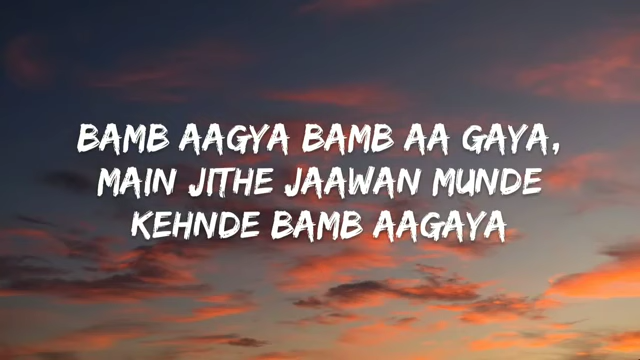 BAMB AAGYA BAMB AA GAYA,
MAIN JITHE JAAWAN MUNDE
KEHNDE BAMB AAGAYA